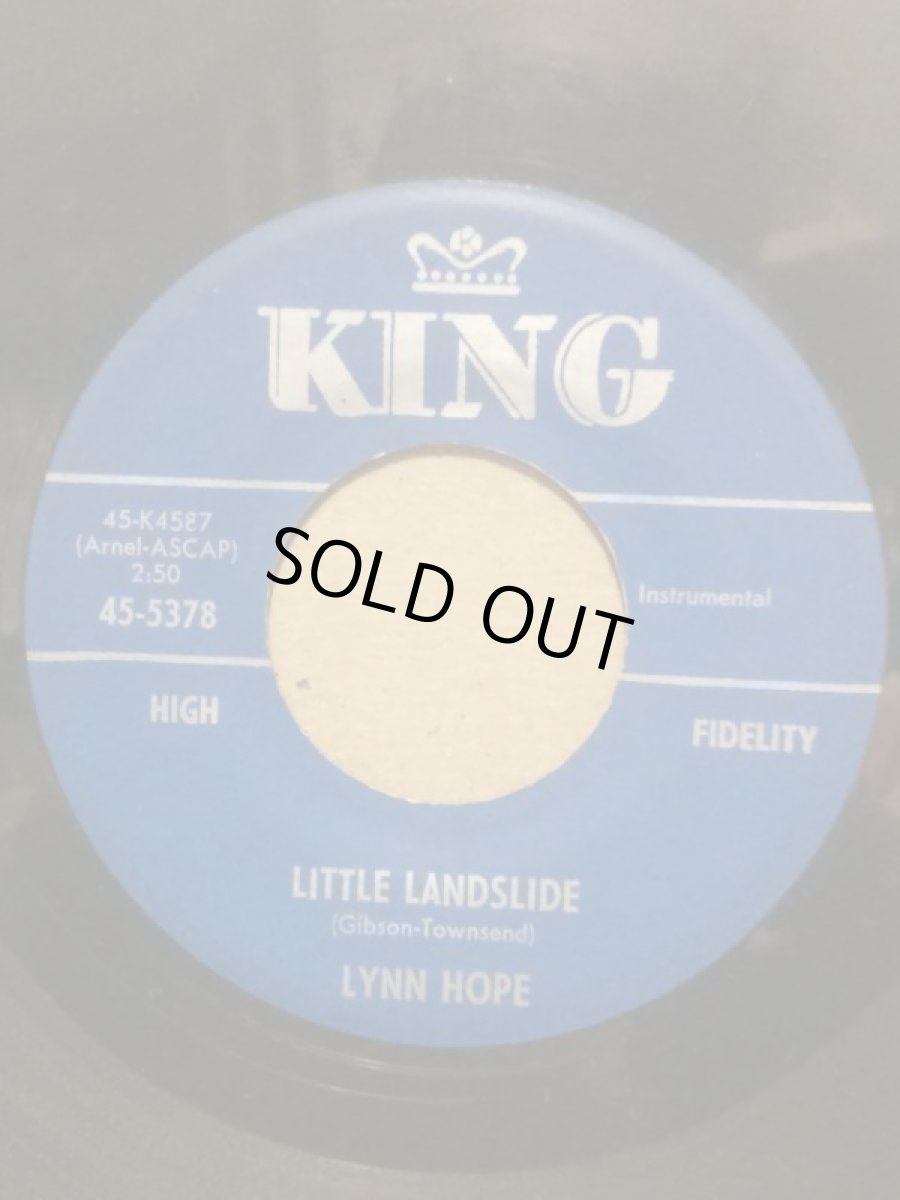 KING
45-K4587
(Arnel-ASCAP)
2:50
45-5378
Instrumental
SOLD OUT
HIGH FIDELITY
LITTLE LANDSLIDE
(Gibson-Townsend)
LYNN HOPE